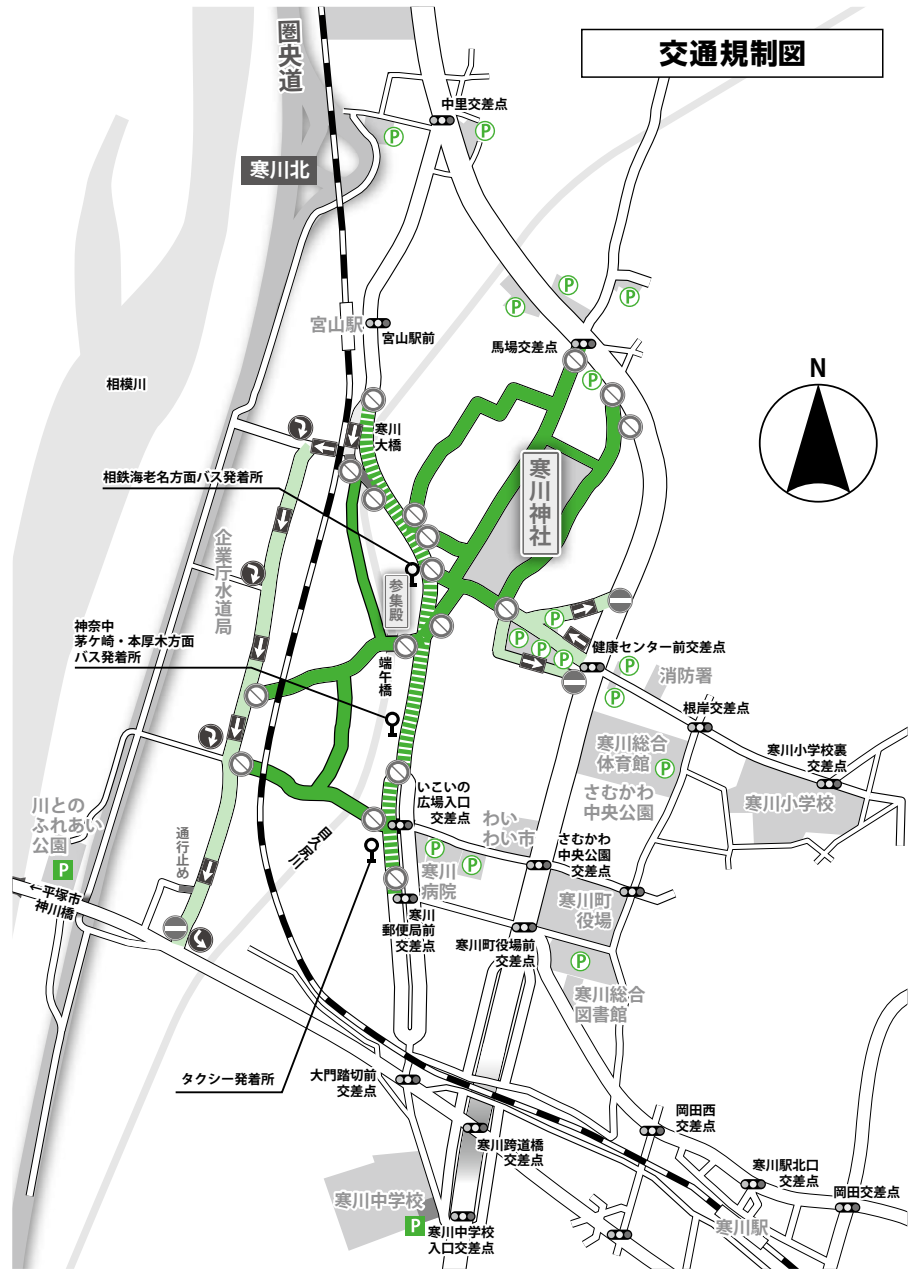 交通規制図
圏央道
中里交差点
P
P
寒川北
P
P
P
宮山駅
宮山駅前
馬場交差点
P
N
相模川
寒川
大橋
寒川神社
相鉄海老名方面バス発着所
企業庁水道局
参集殿
神奈中
茅ケ崎・本厚木方面
バス発着所
P
P
P
健康センター前交差点
P
消防署
端午橋
P
根岸交差点
寒川総合
体育館
P
寒川小学校裏
交差点
さむかわ
中央公園
寒川小学校
いこいの
広場入口
交差点
川との
ふれあい
公園
P
通行止め
目久尻川
わい
わい市
P
P
寒川
病院
さむかわ
中央公園
交差点
←平塚市
神川橋
寒川町
役場
寒川
郵便局前
交差点
寒川町役場前
交差点
P
寒川総合
図書館
タクシー発着所
大門踏切前
交差点
岡田西
交差点
寒川跨道橋
交差点
寒川駅北口
交差点
岡田交差点
寒川中学校
P
寒川中学校
入口交差点
寒川駅